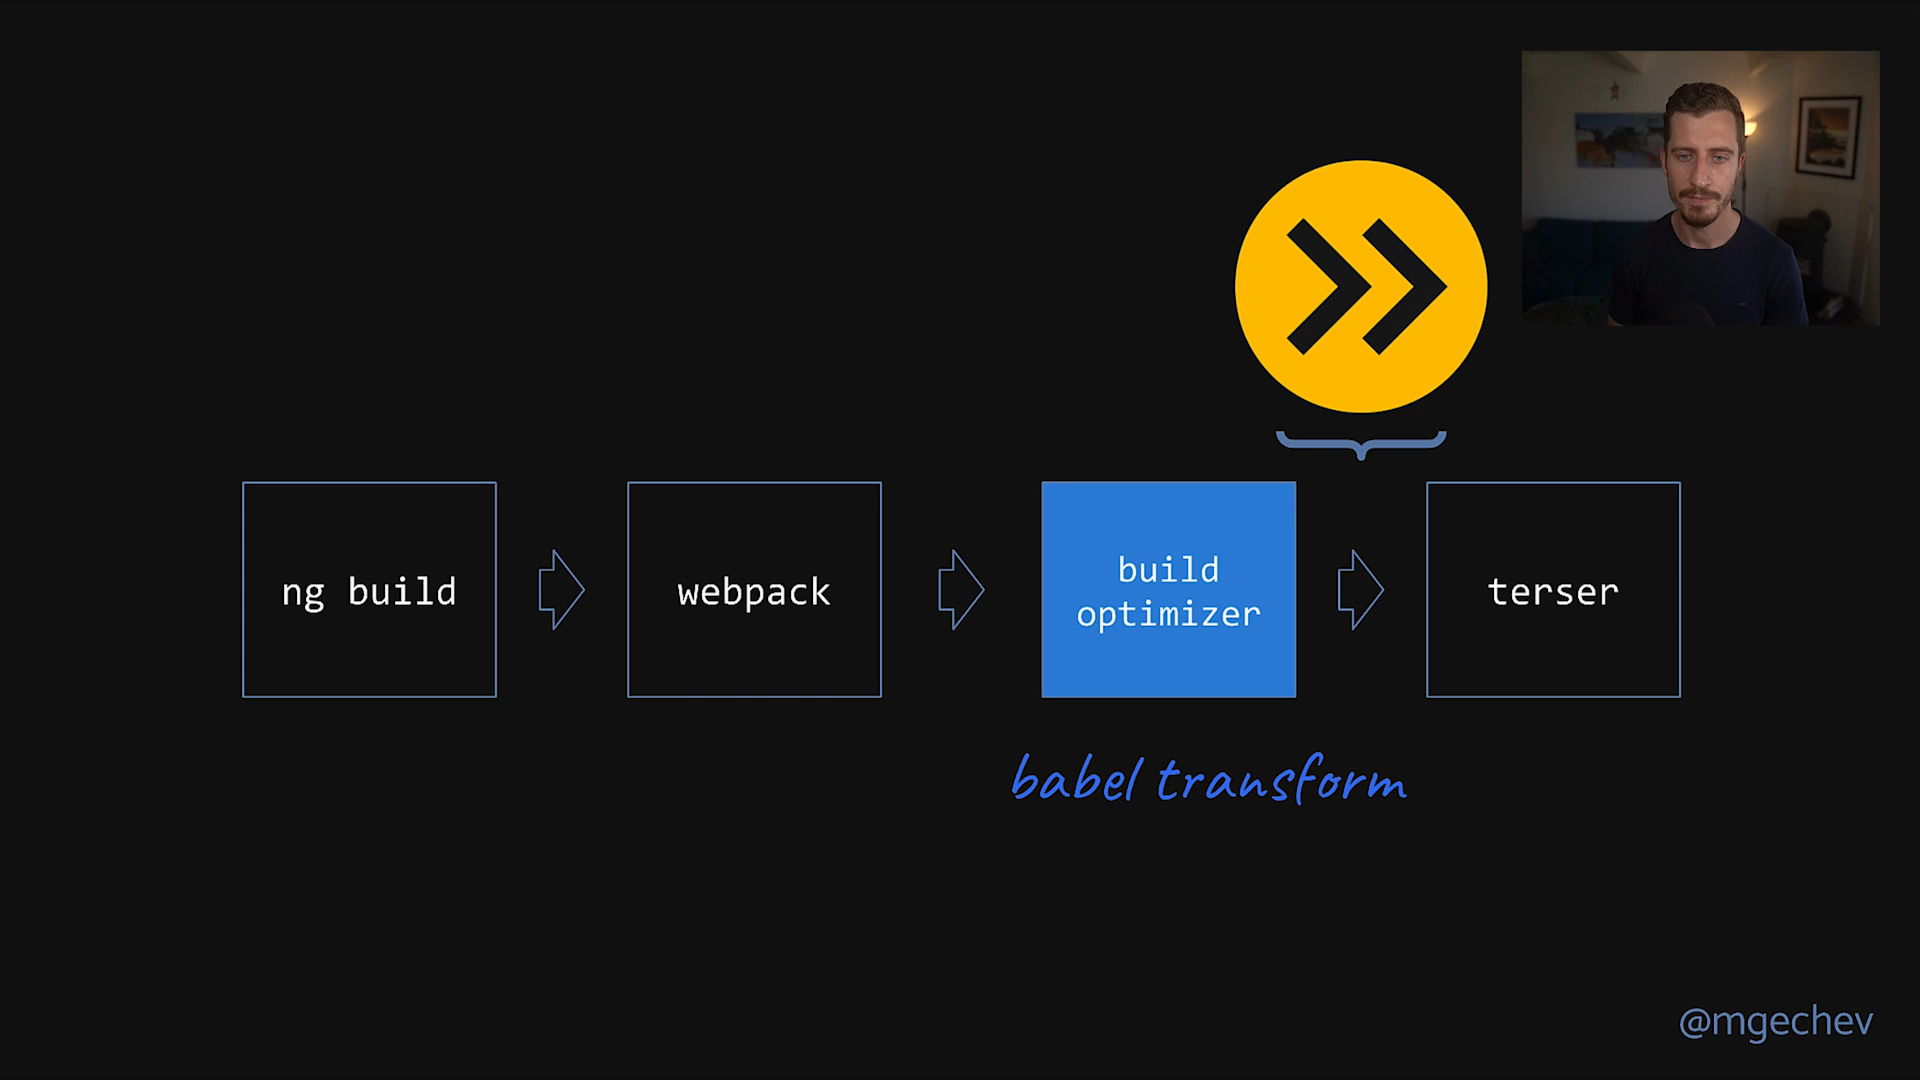 ng build
webpack
build
optimizer
terser
babel transform
@mgechev